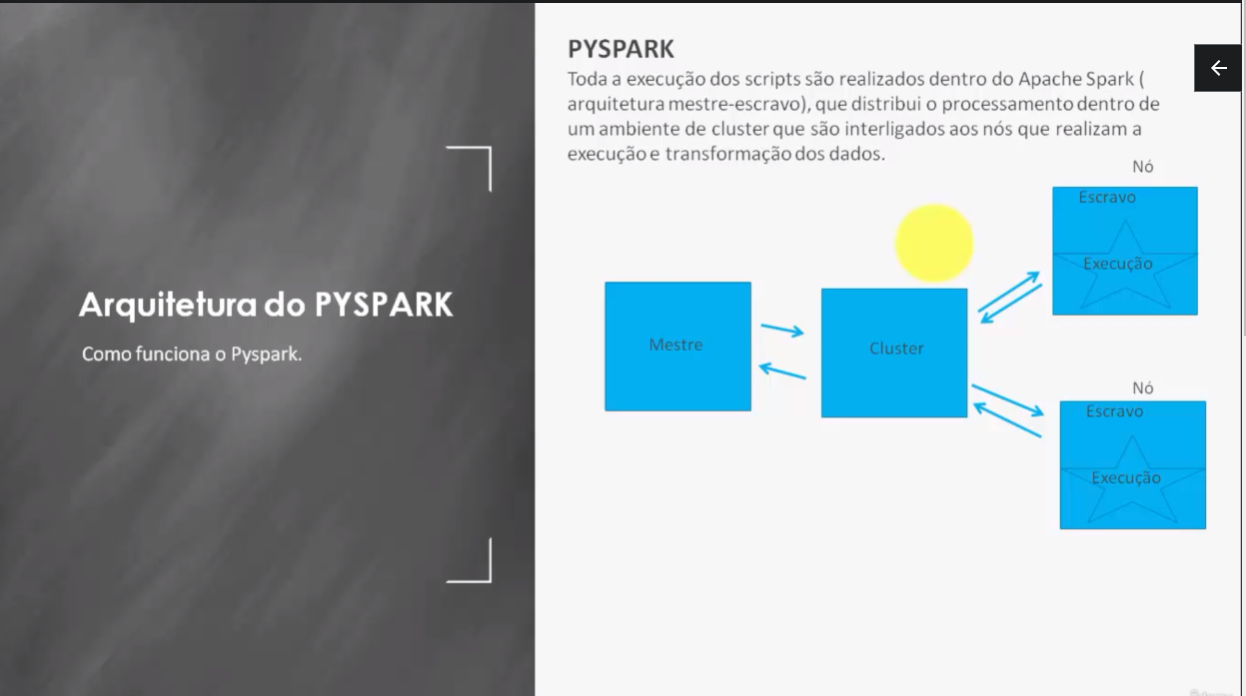 Arquitetura do PYSPARK
Como funciona o Pyspark.
PYSPARK
Toda a execução dos scripts são realizados dentro do Apache Spark (
arquitetura mestre-escravo), que distribui o processamento dentro de
um ambiente de cluster que são interligados aos nós que realizam a
execução e transformação dos dados.
Nó
Escravo
Execução
Mestre
Cluster
Nó
Escravo
Execução